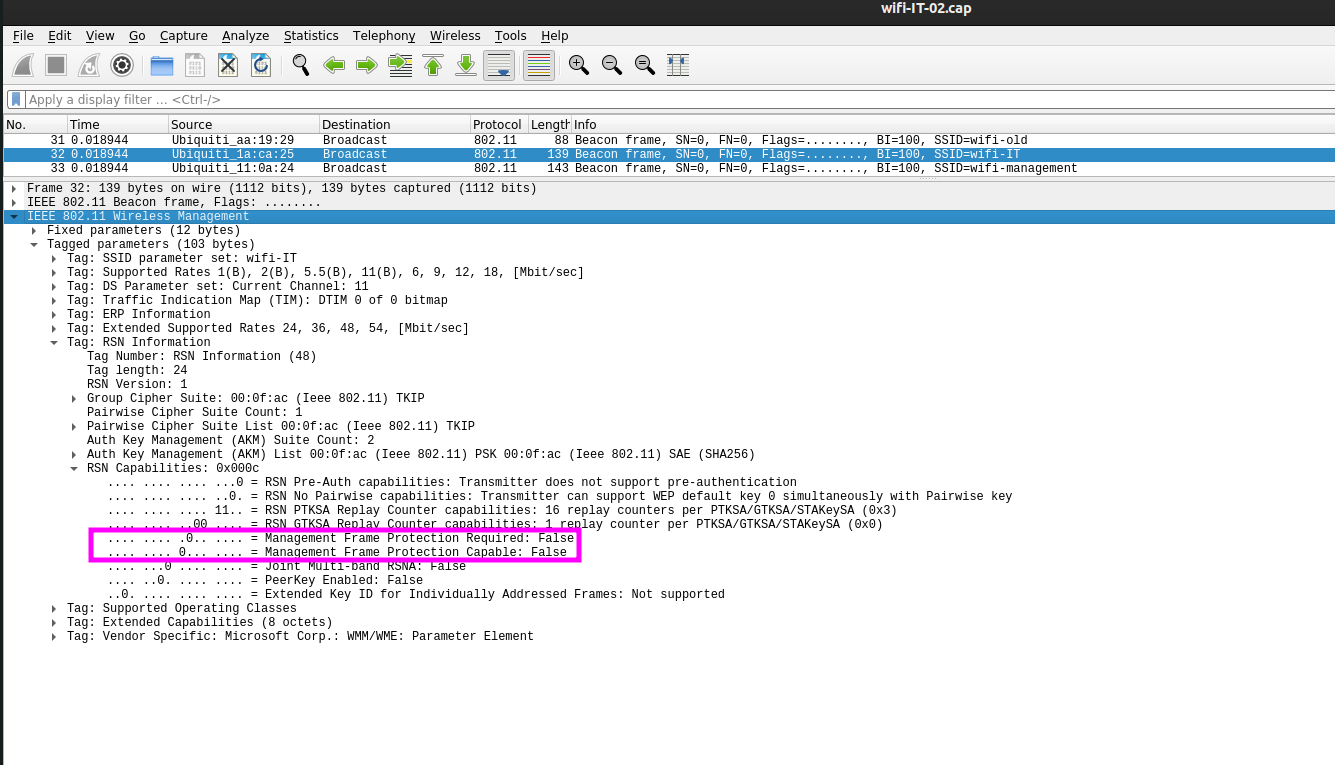 wifi-IT-02.cap
File Edit View Go Capture Analyze Statistics Telephony Wireless Tools Help
Apply a display filter ... <Ctrl-/>
No. Time Source Destination Protocol Length Info
31 0.018944 Ubiquiti_aa:19:29 Broadcast 802.11 88 Beacon frame, SN=0, FN=0, Flags=........, BI=100, SSID=wifi-old
32 0.018944 Ubiquiti_1a:ca:25 Broadcast 802.11 139 Beacon frame, SN=0, FN=0, Flags=........, BI=100, SSID=wifi-IT
33 0.018944 Ubiquiti_11:0a:24 Broadcast 802.11 143 Beacon frame, SN=0, FN=0, Flags=........, BI=100, SSID=wifi-management
Frame 32: 139 bytes on wire (1112 bits), 139 bytes captured (1112 bits)
IEEE 802.11 Beacon frame, Flags: ........
IEEE 802.11 Wireless Management
Fixed parameters (12 bytes)
Tagged parameters (103 bytes)
Tag: SSID parameter set: wifi-IT
Tag: Supported Rates 1(B), 2(B), 5.5(B), 11(B), 6, 9, 12, 18, [Mbit/sec]
Tag: DS Parameter set: Current Channel: 11
Tag: Traffic Indication Map (TIM): DTIM 0 of 0 bitmap
Tag: ERP Information
Tag: Extended Supported Rates 24, 36, 48, 54, [Mbit/sec]
Tag: RSN Information
Tag Number: RSN Information (48)
Tag length: 24
RSN Version: 1
Group Cipher Suite: 00:0f:ac (Ieee 802.11) TKIP
Pairwise Cipher Suite Count: 1
Pairwise Cipher Suite List 00:0f:ac (Ieee 802.11) TKIP
Auth Key Management (AKM) Suite Count: 2
Auth Key Management (AKM) List 00:0f:ac (Ieee 802.11) PSK 00:0f:ac (Ieee 802.11) SAE (SHA256)
RSN Capabilities: 0x000c
.... .... .... ...0 = RSN Pre-Auth capabilities: Transmitter does not support pre-authentication
.... .... .... ..0. = RSN No Pairwise capabilities: Transmitter can support WEP default key 0 simultaneously with Pairwise key
.... .... .... 11.. = RSN PTKSA Replay Counter capabilities: 16 replay counters per PTKSA/GTKSA/STAKeySA (0x3)
.... .... ..00 .... = RSN GTKSA Replay Counter capabilities: 1 replay counter per PTKSA/GTKSA/STAKeySA (0x0)
.... .... .0.. .... = Management Frame Protection Required: False
.... .... 0... .... = Management Frame Protection Capable: False
.... ...0 .... .... = Joint Multi-band RSNA: False
.... ..0. .... .... = PeerKey Enabled: False
..0. .... .... .... = Extended Key ID for Individually Addressed Frames: Not supported
Tag: Supported Operating Classes
Tag: Extended Capabilities (8 octets)
Tag: Vendor Specific: Microsoft Corp.: WMM/WME: Parameter Element